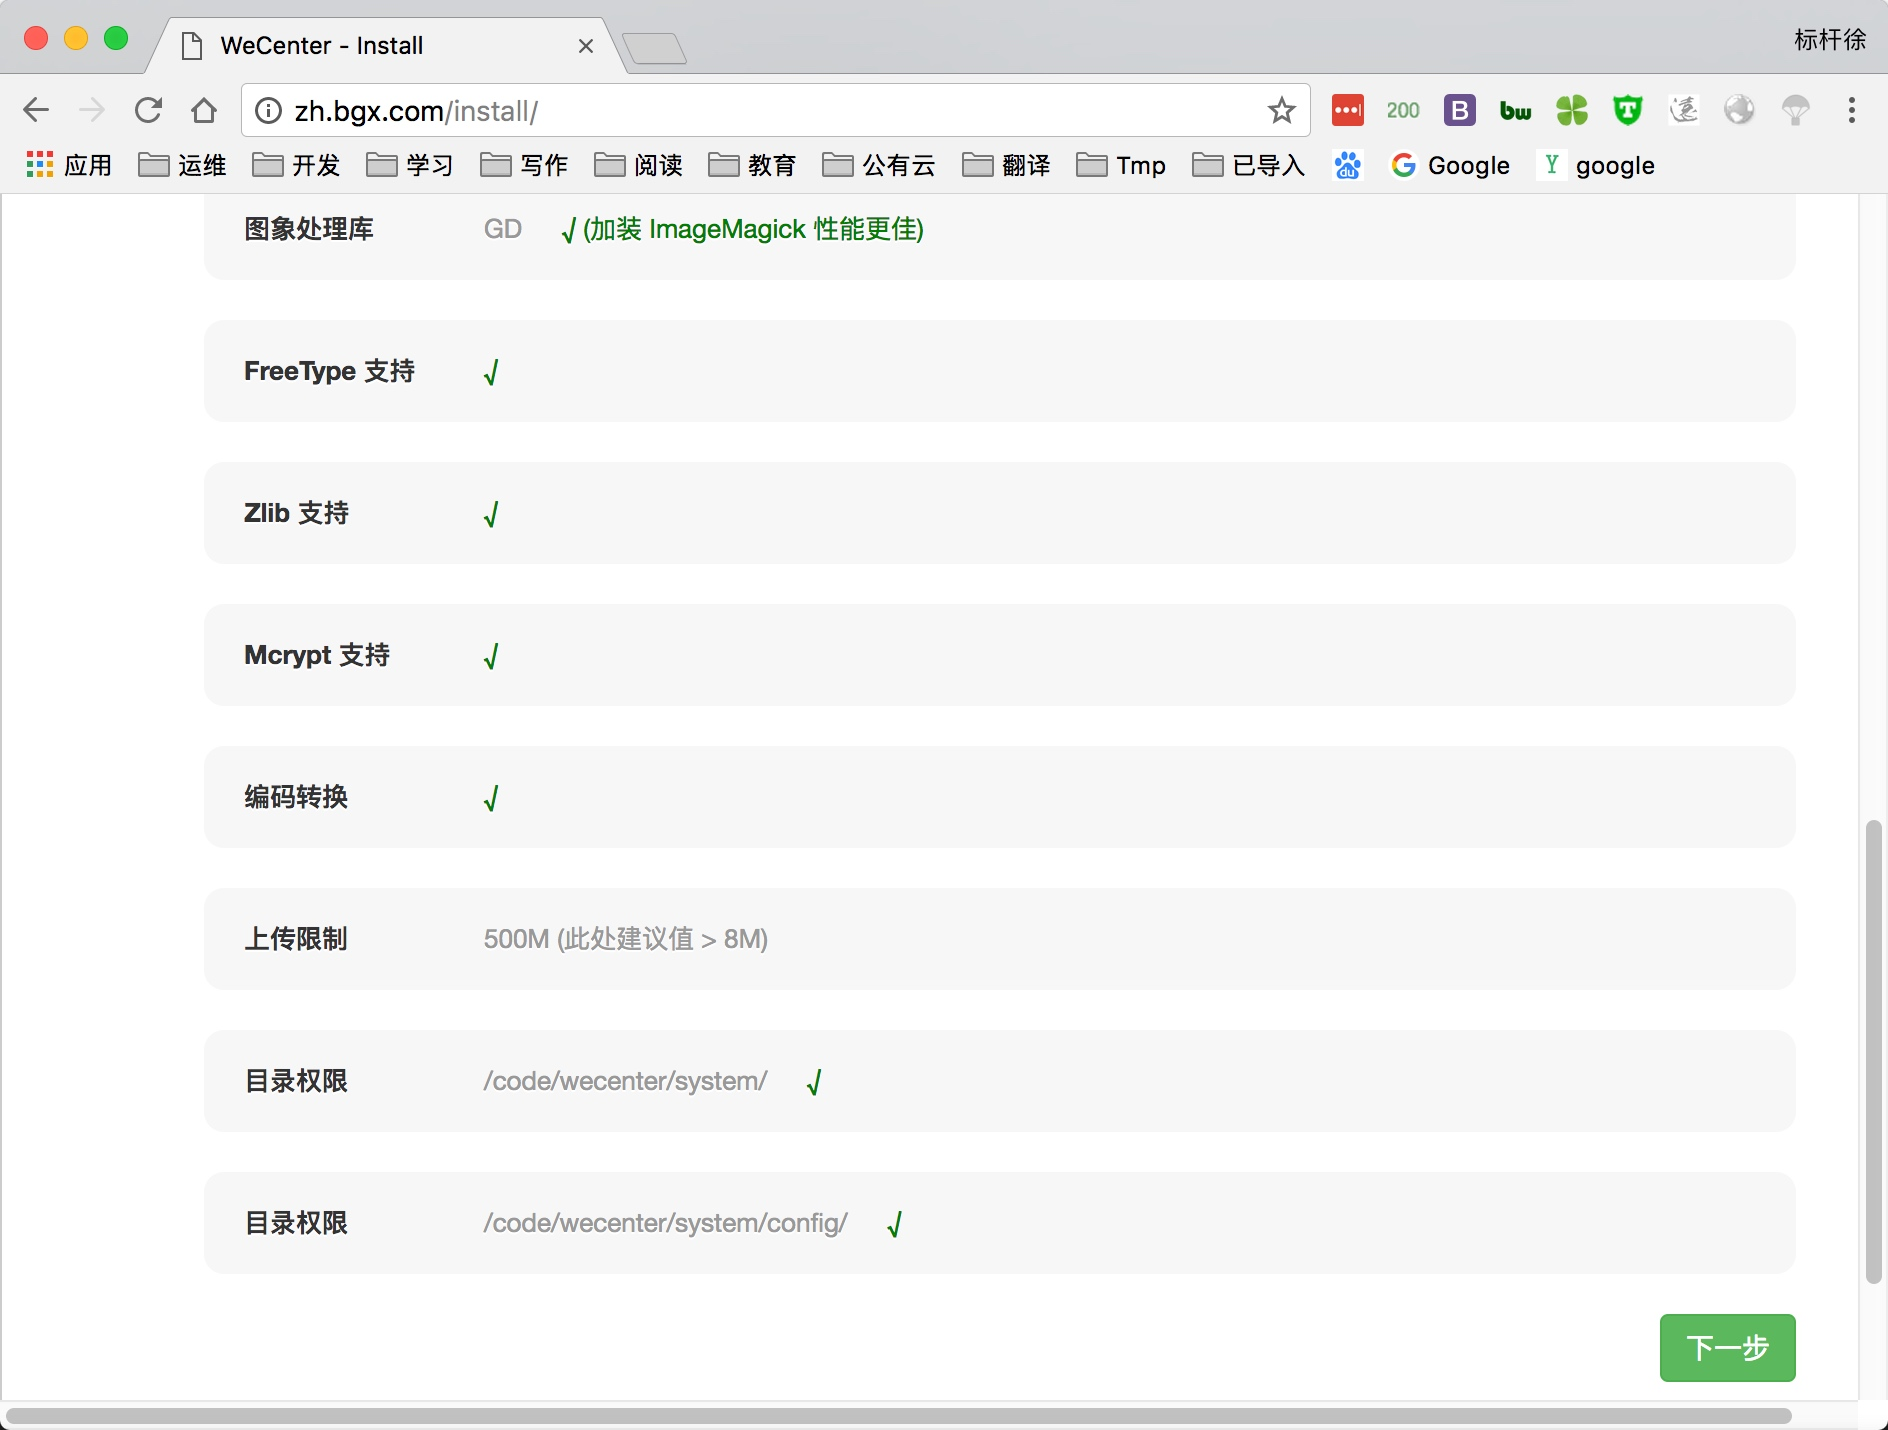 WeCenter - Install
标杆徐
zh.bgx.com/install/
200
B
bw
T
应用
运维
开发
学习
写作
阅读
教育
公有云
翻译
Tmp
已导入
du
Google
Y google
图象处理库 GD √ (加装 ImageMagick 性能更佳)
FreeType 支持 √
Zlib 支持 √
Mcrypt 支持 √
编码转换 √
上传限制 500M (此处建议值 > 8M)
目录权限 /code/wecenter/system/ √
目录权限 /code/wecenter/system/config/ √
下一步